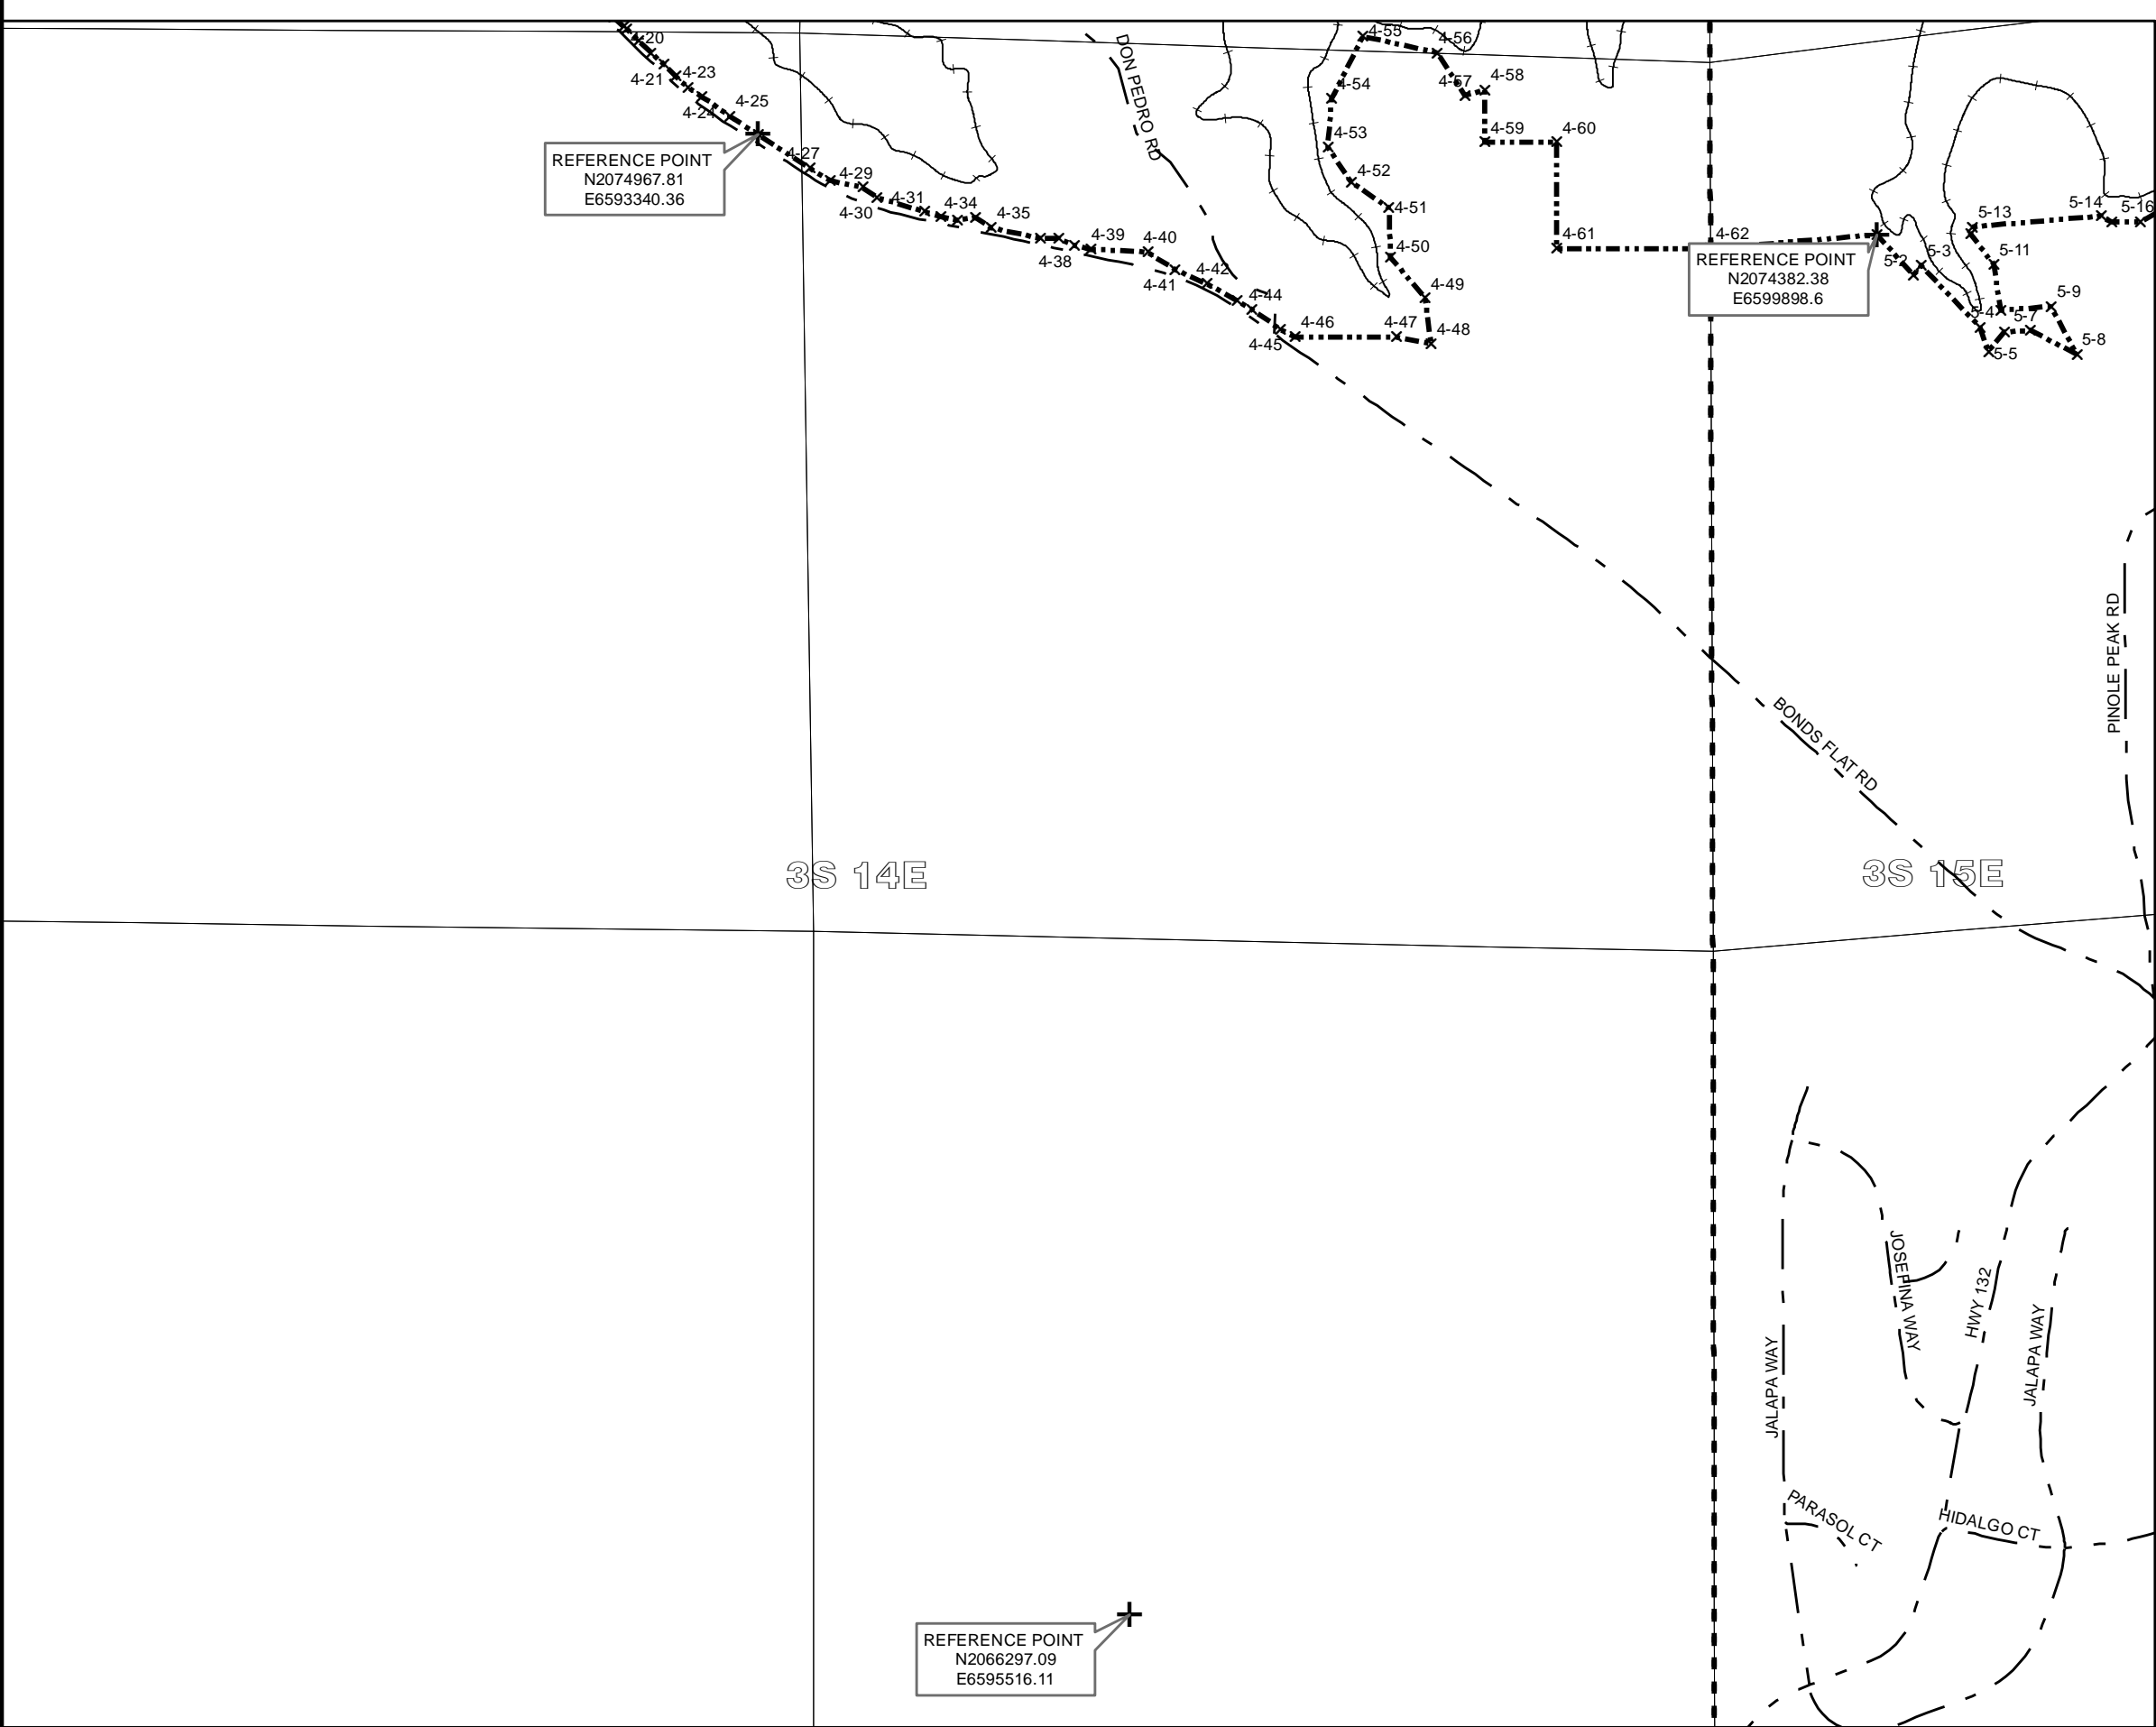 4-20
4-21
4-23
4-24
4-25
REFERENCE POINT
N2074967.81
E6593340.36
4-27
4-29
4-30
4-31
4-34
4-35
4-38
4-39
4-40
4-41
4-42
4-44
4-45
4-46
4-47
4-48
4-49
4-50
4-51
4-52
4-53
4-54
4-55
4-56
4-57
4-58
4-59
4-60
4-61
4-62
DON PEDRO RD
REFERENCE POINT
N2074382.38
E6599898.6
5-2
5-3
5-4
5-5
5-7
5-8
5-9
5-11
5-13
5-14
5-16
PINOLE PEAK RD
BONDS FLAT RD
3S 14E
3S 15E
JOSEFINA WAY
HWY 132
JALAPA WAY
JALAPA WAY
PARASOL CT
HIDALGO CT
REFERENCE POINT
N2066297.09
E6595516.11